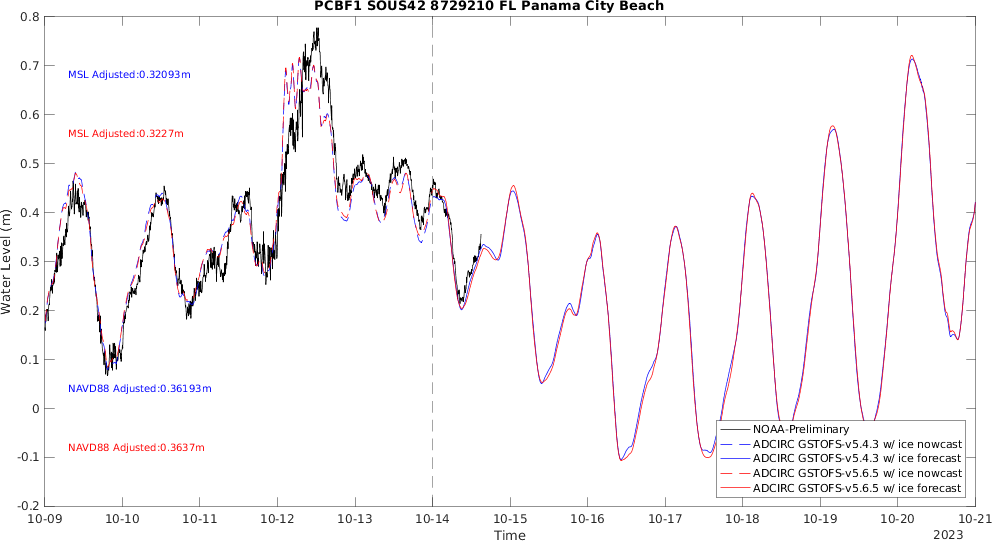 PCBF1 SOUS42 8729210 FL Panama City Beach
0.8
0.7
0.6
0.5
0.4
0.3
0.2
0.1
0
-0.1
-0.2
Water Level (m)
MSL Adjusted:0.32093m
MSL Adjusted:0.3227m
NAVD88 Adjusted:0.36193m
NAVD88 Adjusted:0.3637m
NOAA-Preliminary
ADCIRC GSTOFS-v5.4.3 w/ ice nowcast
ADCIRC GSTOFS-v5.4.3 w/ ice forecast
ADCIRC GSTOFS-v5.6.5 w/ ice nowcast
ADCIRC GSTOFS-v5.6.5 w/ ice forecast
10-09 10-10 10-11 10-12 10-13 10-14 10-15 10-16 10-17 10-18 10-19 10-20 10-21
Time
2023